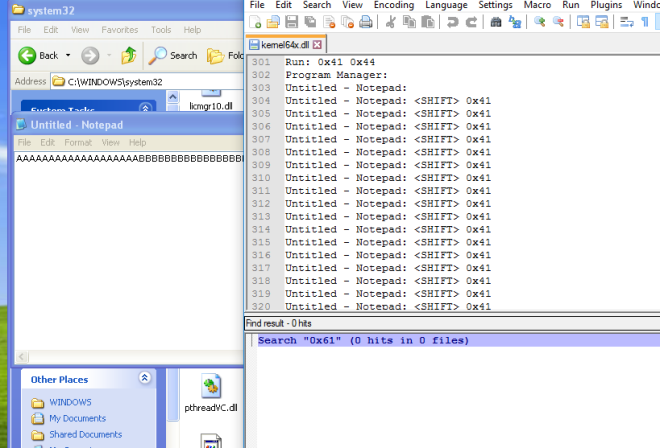 system32
File Edit View Favorites Tools Help
Back Search
Address C:\WINDOWS\system32
System Tasks
licmgr10.dll
Untitled - Notepad
File Edit Format View Help
Other Places
WINDOWS
My Documents
Shared Documents
pthreadVC.dll
File Edit Search View Encoding Language Settings Macro Run Plugins
kernel64x.dll
301 Run: 0x41 0x44
302 Program Manager:
303 Untitled - Notepad:
304 Untitled - Notepad: <SHIFT> 0x41
305 Untitled - Notepad: <SHIFT> 0x41
306 Untitled - Notepad: <SHIFT> 0x41
307 Untitled - Notepad: <SHIFT> 0x41
308 Untitled - Notepad: <SHIFT> 0x41
309 Untitled - Notepad: <SHIFT> 0x41
310 Untitled - Notepad: <SHIFT> 0x41
311 Untitled - Notepad: <SHIFT> 0x41
312 Untitled - Notepad: <SHIFT> 0x41
313 Untitled - Notepad: <SHIFT> 0x41
314 Untitled - Notepad: <SHIFT> 0x41
315 Untitled - Notepad: <SHIFT> 0x41
316 Untitled - Notepad: <SHIFT> 0x41
317 Untitled - Notepad: <SHIFT> 0x41
318 Untitled - Notepad: <SHIFT> 0x41
319 Untitled - Notepad: <SHIFT> 0x41
320 Untitled - Notepad: <SHIFT> 0x41
Find result - 0 hits
Search "0x61" (0 hits in 0 files)